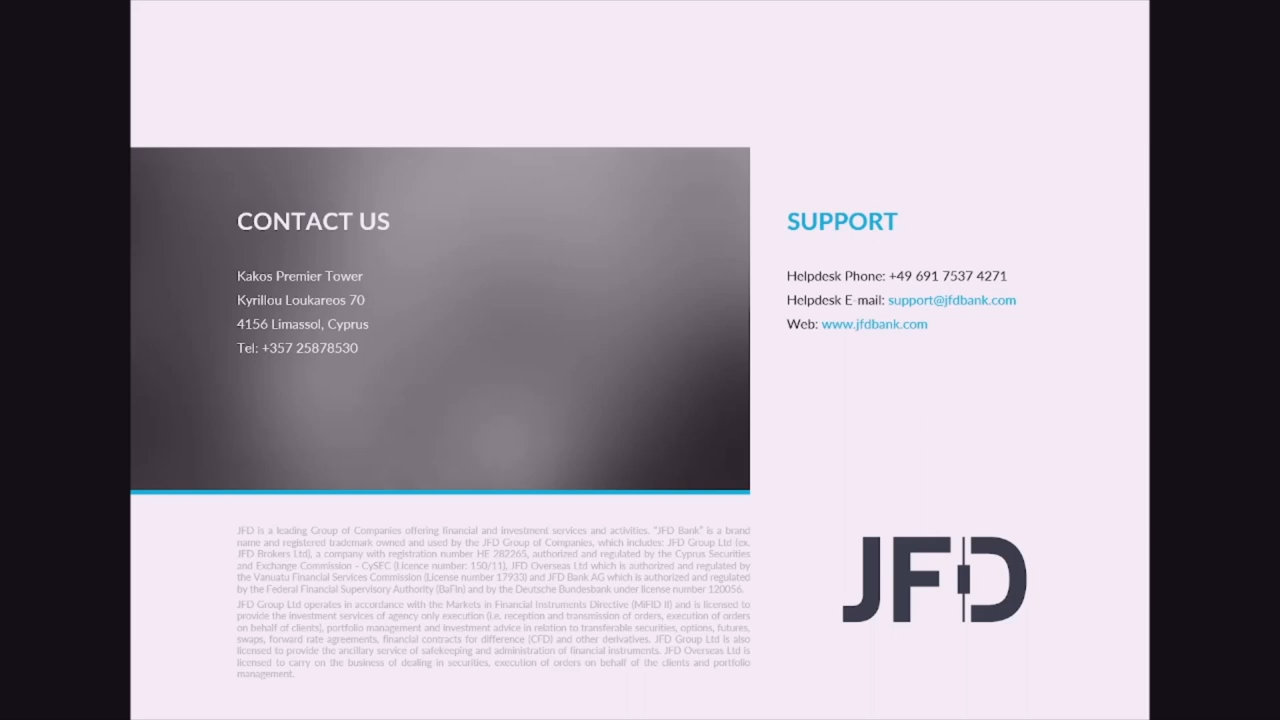 CONTACT US
Kakos Premier Tower
Kyrillou Loukareos 70
4156 Limassol, Cyprus
Tel: +357 25878530
SUPPORT
Helpdesk Phone: +49 691 7537 4271
Helpdesk E-mail: support@jfdbank.com
Web: www.jfdbank.com
JFD is a leading Group of Companies offering financial and investment services and activities. "JFD Bank" is a brand
name and registered trademark owned and used by the JFD Group of Companies, which includes: JFD Group Ltd (ex.
JFD Brokers Ltd), a company with registration number HE 282265, authorized and regulated by the Cyprus Securities
and Exchange Commission - CySEC (Licence number: 150/11), JFD Overseas Ltd which is authorized and regulated by
the Vanuatu Financial Services Commission (License number 17933) and JFD Bank AG which is authorized and regulated
by the Federal Financial Supervisory Authority (BaFin) and by the Deutsche Bundesbank under license number 120056.
JFD Group Ltd operates in accordance with the Markets in Financial Instruments Directive (MiFID II) and is licensed to
provide the investment services of agency only execution (i.e. reception and transmission of orders, execution of orders
on behalf of clients), portfolio management and investment advice in relation to transferable securities, options, futures,
swaps, forward rate agreements, financial contracts for difference (CFD) and other derivatives. JFD Group Ltd is also
licensed to provide the ancillary service of safekeeping and administration of financial instruments. JFD Overseas Ltd is
licensed to carry on the business of dealing in securities, execution of orders on behalf of the clients and portfolio
management.
JFD